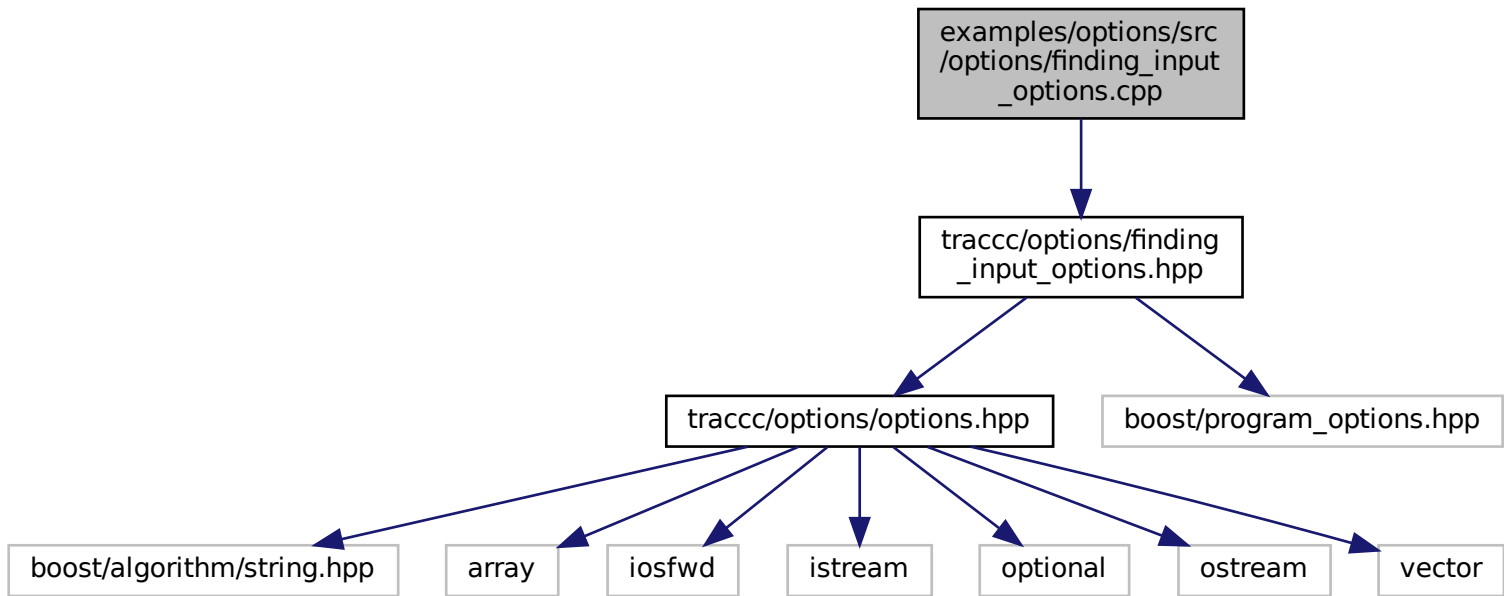 examples/options/src
/options/finding_input
_options.cpp
traccc/options/finding
_input_options.hpp
traccc/options/options.hpp
boost/program_options.hpp
boost/algorithm/string.hpp
array
iosfwd
istream
optional
ostream
vector